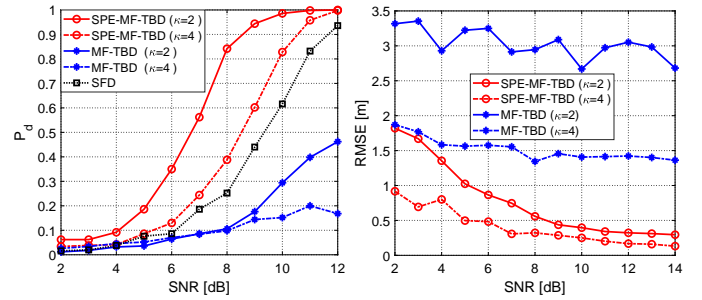 1
0.9
0.8
0.7
0.6
0.5
0.4
0.3
0.2
0.1
0
P_d
SPE-MF-TBD (κ=2)
SPE-MF-TBD (κ=4)
MF-TBD (κ=2)
MF-TBD (κ=4)
SFD
2 4 6 8 10 12
SNR [dB]
3.5
3
2.5
2
1.5
1
0.5
0
RMSE [m]
SPE-MF-TBD (κ=2)
SPE-MF-TBD (κ=4)
MF-TBD (κ=2)
MF-TBD (κ=4)
2 4 6 8 10 12 14
SNR [dB]